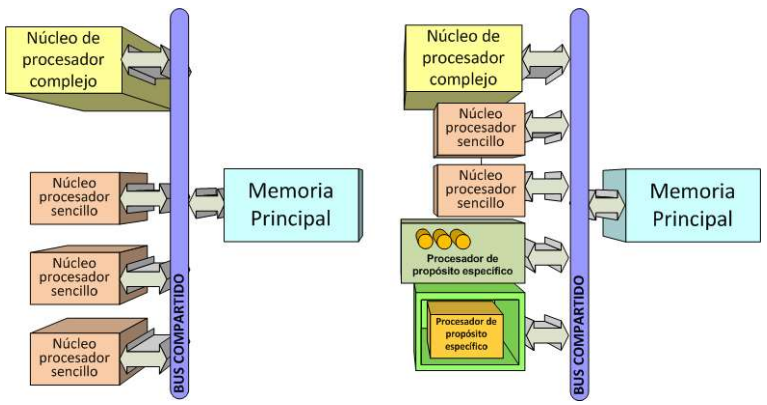 Núcleo de
procesador
complejo
Núcleo
procesador
sencillo
Núcleo
procesador
sencillo
Núcleo
procesador
sencillo
BUS COMPARTIDO
Memoria
Principal
Núcleo de
procesador
complejo
Núcleo
procesador
sencillo
Núcleo
procesador
sencillo
Procesador de
propósito específico
Procesador de
propósito
específico
BUS COMPARTIDO
Memoria
Principal